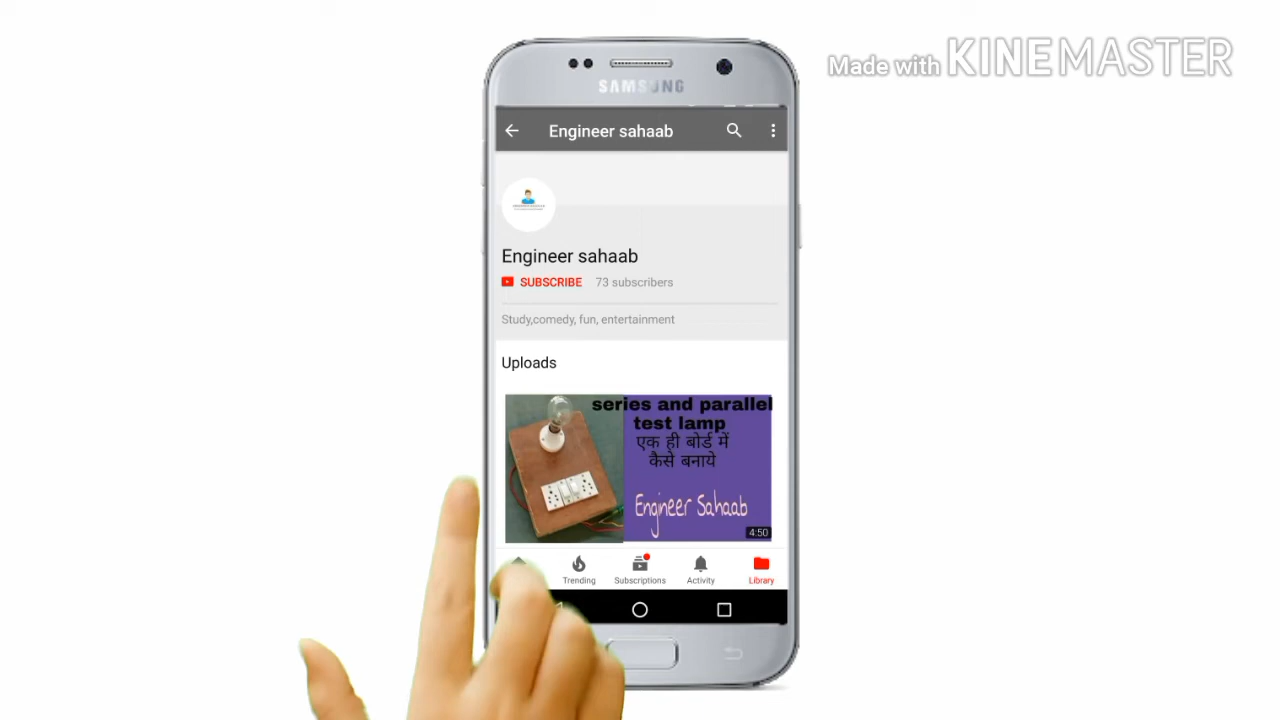 Made with KINEMASTER
SAMSUNG
Engineer sahaab
Engineer sahaab
SUBSCRIBE 73 subscribers
Study,comedy, fun, entertainment
Uploads
series and parallel
test lamp
एक ही बोर्ड में
कैसे बनाये
Engineer Sahaab
4:50
Trending Subscriptions Activity Library